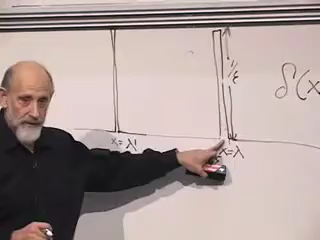 1/ε
δ(x
x = λ'
x=λ